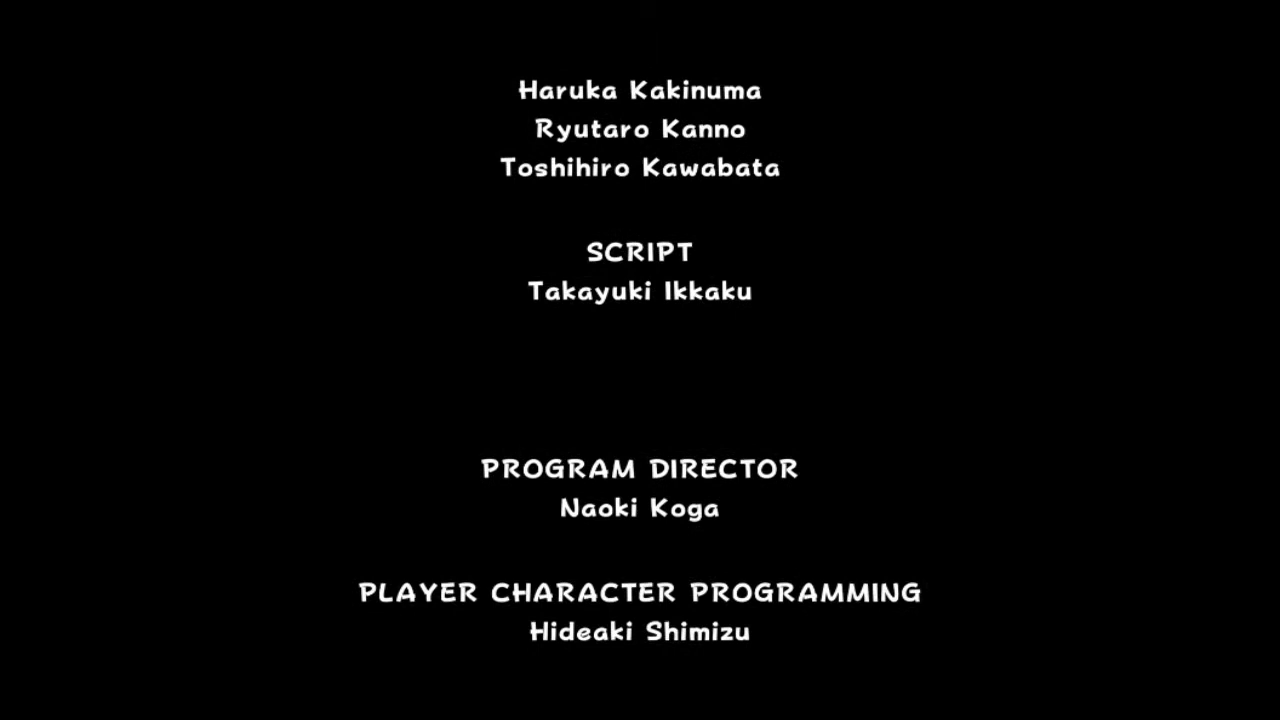 Haruka Kakinuma
Ryutaro Kanno
Toshihiro Kawabata
SCRIPT
Takayuki Ikkaku
PROGRAM DIRECTOR
Naoki Koga
PLAYER CHARACTER PROGRAMMING
Hideaki Shimizu